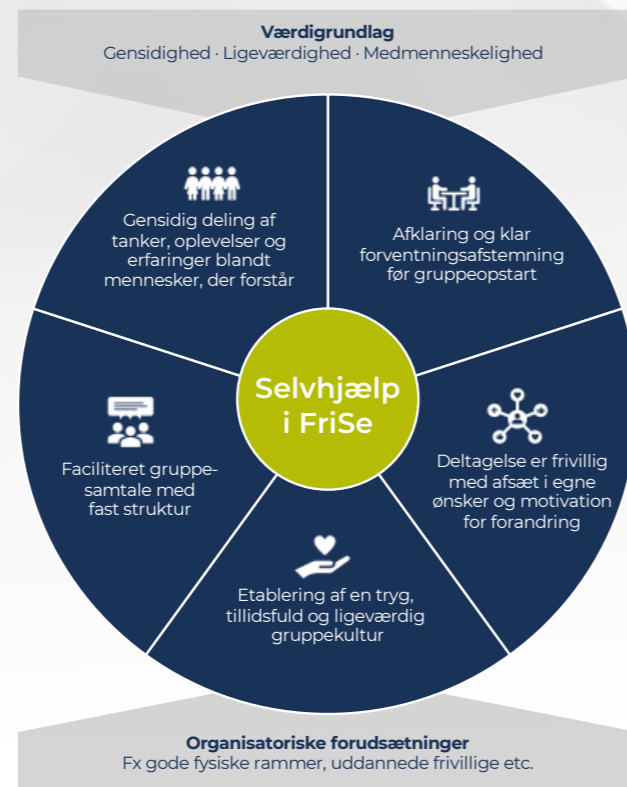 Værdigrundlag
Gensidighed · Ligeværdighed · Medmenneskelighed
Gensidig deling af
tanker, oplevelser og
erfaringer blandt
mennesker, der forstår
Afklaring og klar
forventningsafstemning
før gruppeopstart
Selvhjælp
i FriSe
Faciliteret gruppe-
samtale med
fast struktur
Deltagelse er frivillig
med afsæt i egne
ønsker og motivation
for forandring
Etablering af en tryg,
tillidsfuld og ligeværdig
gruppekultur
Organisatoriske forudsætninger
Fx gode fysiske rammer, uddannede frivillige etc.